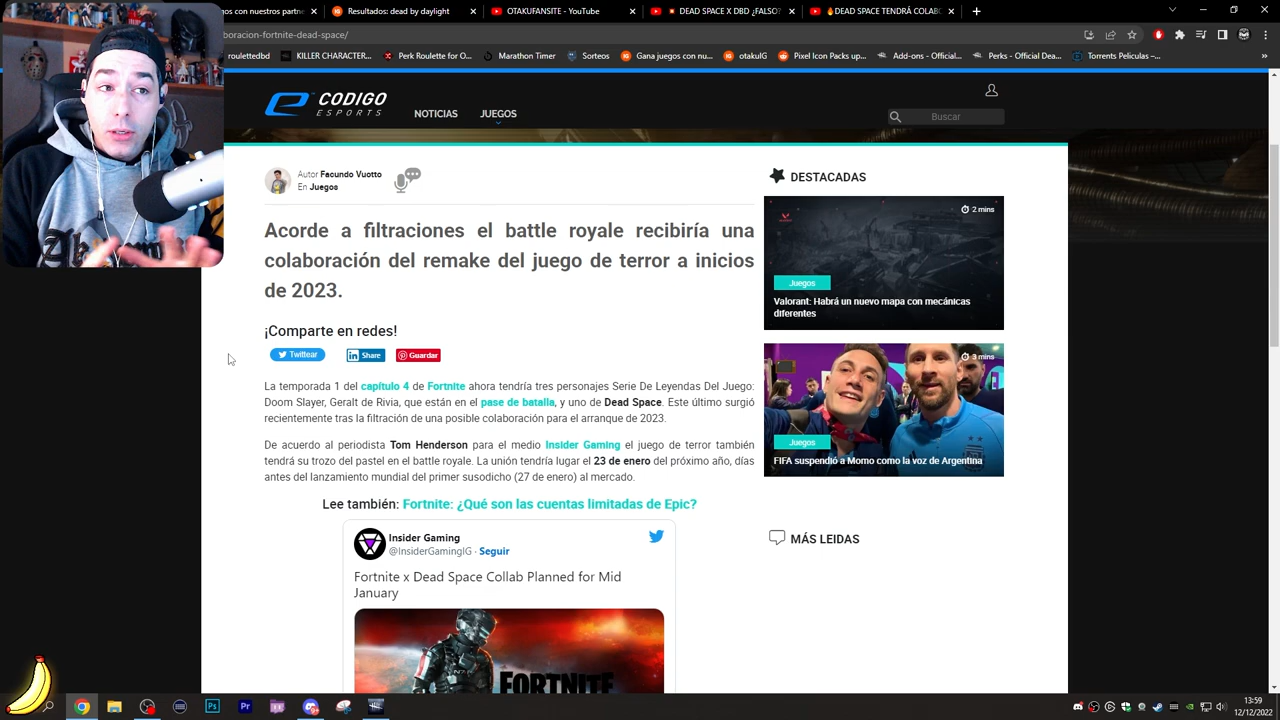 con nuestros partne
Resultados: dead by daylight
OTAKUFANSITE - YouTube
DEAD SPACE X DBD ¿FALSO?
🔥DEAD SPACE TENDRÁ COLAB
boracion-fortnite-dead-space/
roulettedbd
KILLER CHARACTER...
Perk Roulette for O...
Marathon Timer
Sorteos
Gana juegos con nu...
otakIG
Pixel Icon Packs up...
Add-ons - Official...
Perks - Official Dea...
Torrents Peliculas –...
CODIGO
ESPORTS
NOTICIAS
JUEGOS
Buscar
Autor Facundo Vuotto
En Juegos
Acorde a filtraciones el battle royale recibiría una
colaboración del remake del juego de terror a inicios
de 2023.
¡Comparte en redes!
Twittear
Share
Guardar
La temporada 1 del capítulo 4 de Fortnite ahora tendría tres personajes Serie De Leyendas Del Juego:
Doom Slayer, Geralt de Rivia, que están en el pase de batalla, y uno de Dead Space. Este último surgió
recientemente tras la filtración de una posible colaboración para el arranque de 2023.
De acuerdo al periodista Tom Henderson para el medio Insider Gaming el juego de terror también
tendrá su trozo del pastel en el battle royale. La unión tendría lugar el 23 de enero del próximo año, días
antes del lanzamiento mundial del primer susodicho (27 de enero) al mercado.
Lee también: Fortnite: ¿Qué son las cuentas limitadas de Epic?
Insider Gaming
@InsiderGamingIG · Seguir
Fortnite x Dead Space Collab Planned for Mid
January
N7
FORTNITE
DESTACADAS
2 mins
Juegos
Valorant: Habrá un nuevo mapa con mecánicas
diferentes
3 mins
Juegos
FIFA suspendió a Momo como la voz de Argentina
MÁS LEIDAS
Ps
Pr
13:59
12/12/2022